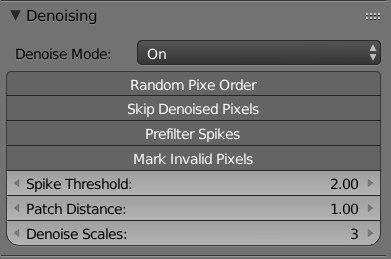 Denoising
Denoise Mode: On
Random Pixe Order
Skip Denoised Pixels
Prefilter Spikes
Mark Invalid Pixels
Spike Threshold: 2.00
Patch Distance: 1.00
Denoise Scales: 3